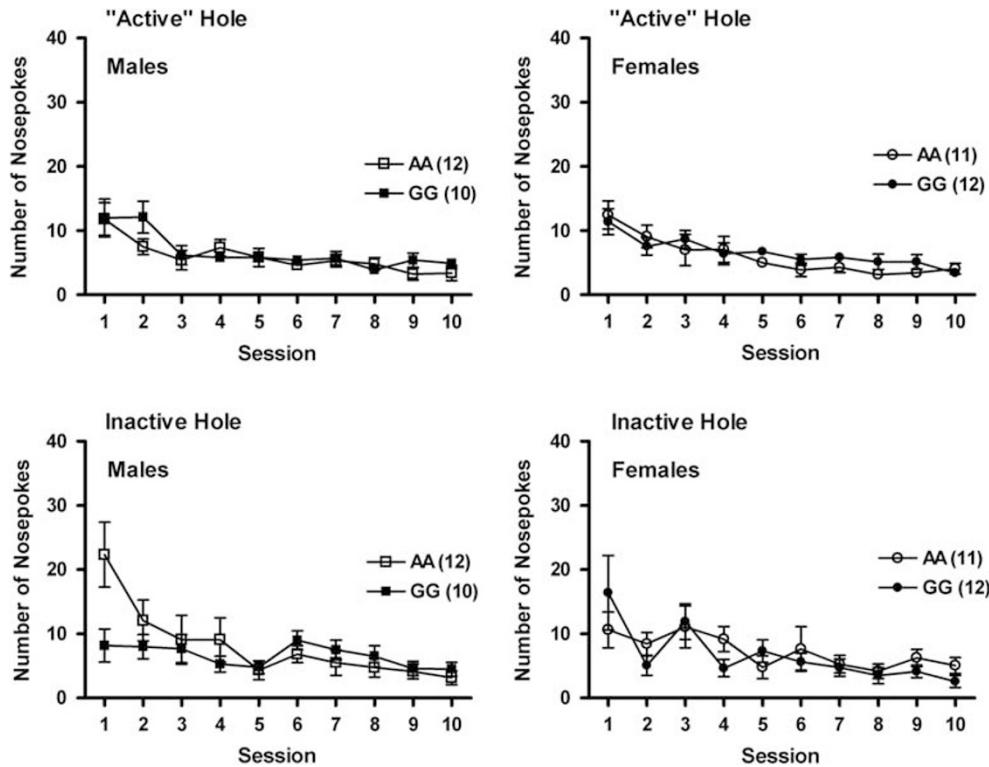 "Active" Hole
Males
Number of Nosepokes
40
30
20
10
0
AA (12)
GG (10)
1 2 3 4 5 6 7 8 9 10
Session
"Active" Hole
Females
Number of Nosepokes
40
30
20
10
0
AA (11)
GG (12)
1 2 3 4 5 6 7 8 9 10
Session
Inactive Hole
Males
Number of Nosepokes
40
30
20
10
0
AA (12)
GG (10)
1 2 3 4 5 6 7 8 9 10
Session
Inactive Hole
Females
Number of Nosepokes
40
30
20
10
0
AA (11)
GG (12)
1 2 3 4 5 6 7 8 9 10
Session